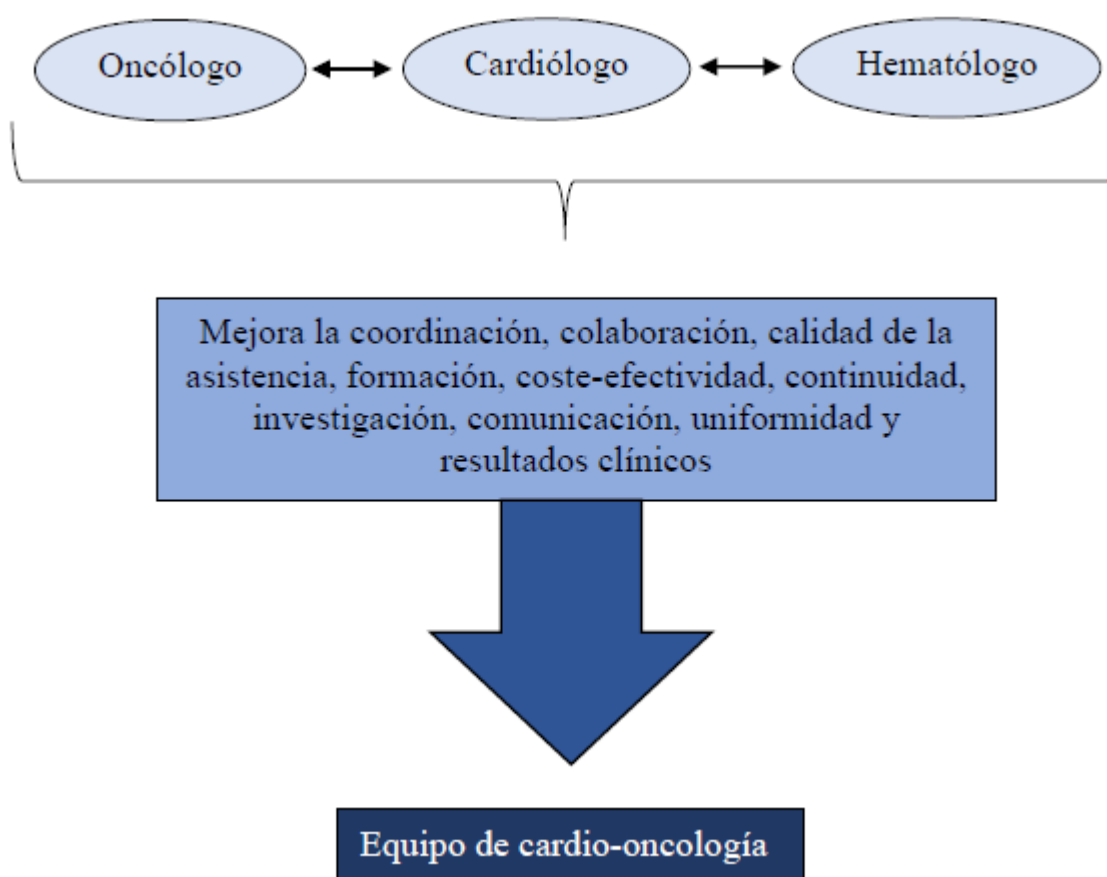 Oncólogo Cardiólogo Hematólogo
Mejora la coordinación, colaboración, calidad de la
asistencia, formación, coste-efectividad, continuidad,
investigación, comunicación, uniformidad y
resultados clínicos
Equipo de cardio-oncología